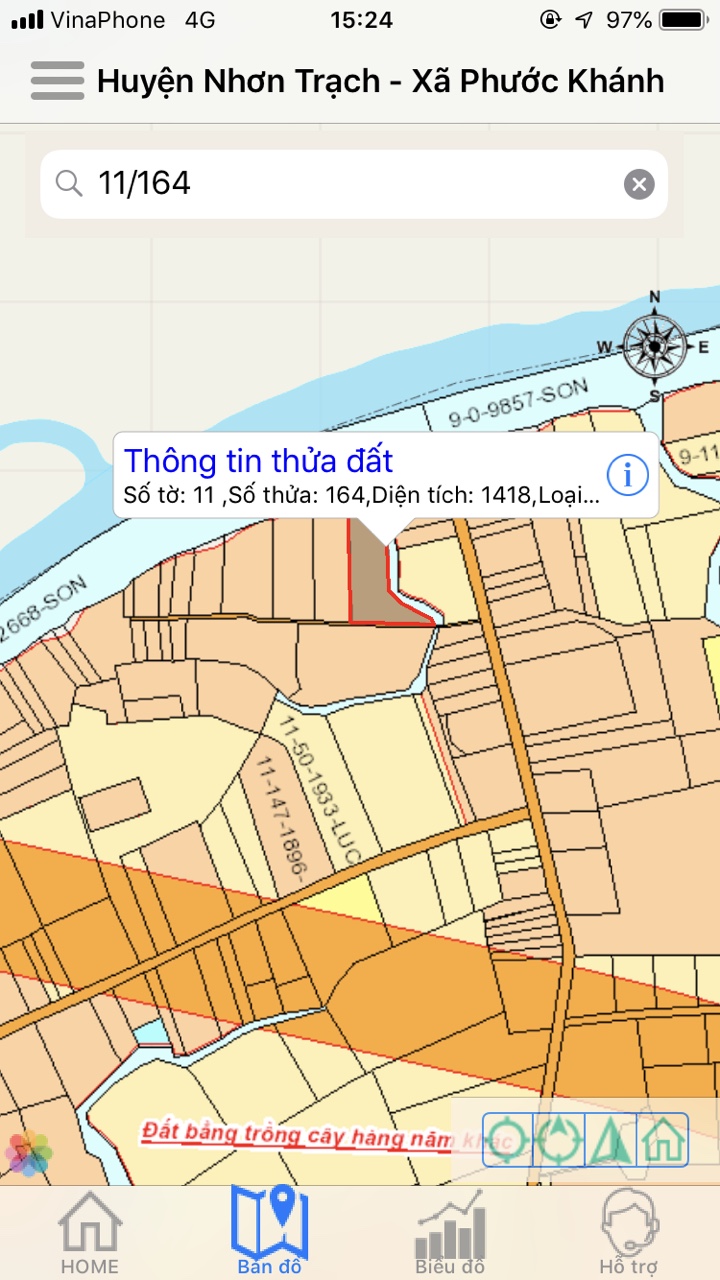 VinaPhone 4G 15:24 97%
Huyện Nhơn Trạch - Xã Phước Khánh
11/164
N
W E
S
9-0-9857-SON
9-11
Thông tin thửa đất
Số tờ: 11 ,Số thửa: 164,Diện tích: 1418,Loại...
i
2668-SON
11-50-1933-LUC
11-147-1896-
Đất bằng trồng cây hàng năm khác
HOME Bản đồ Biểu đồ Hỗ trợ